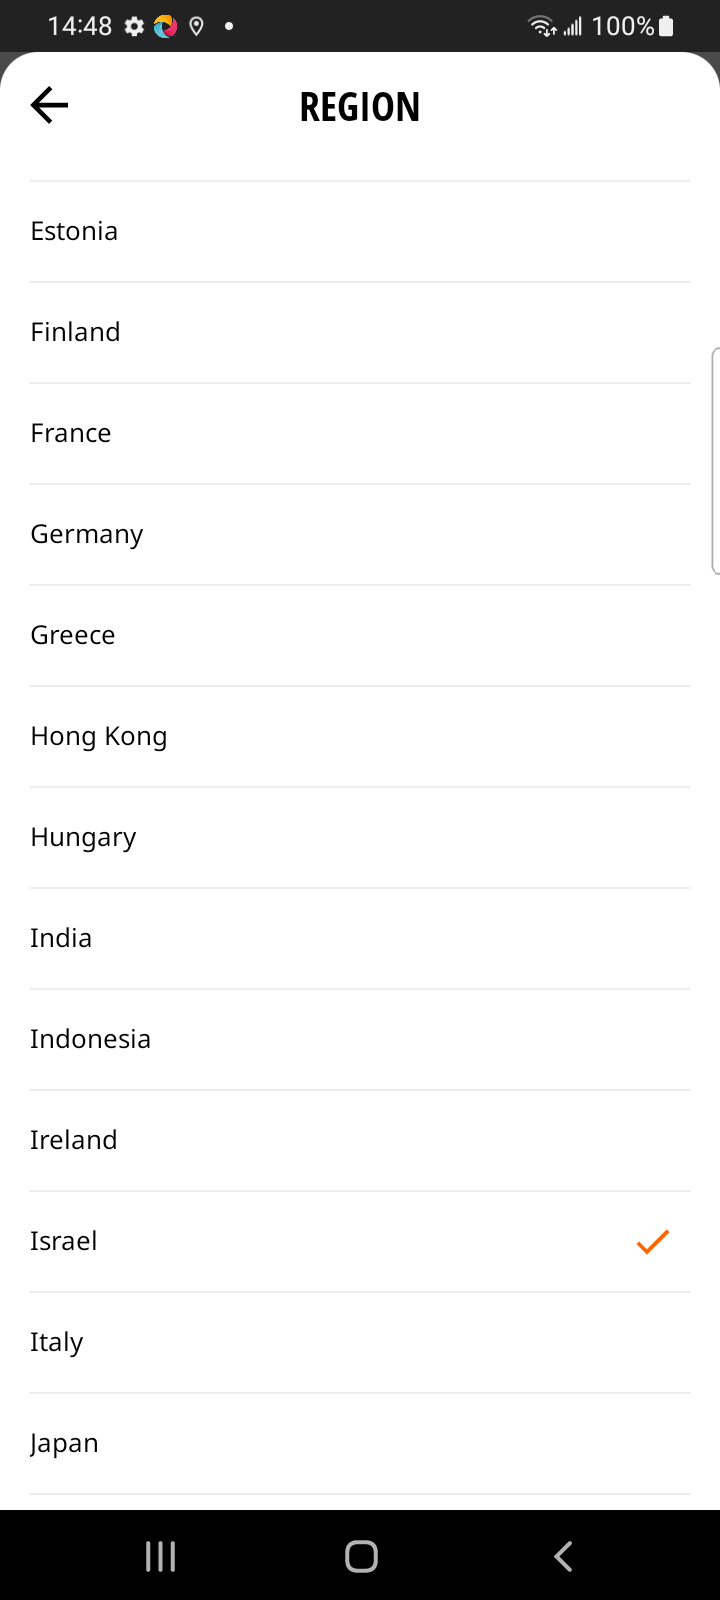 14:48
100%
REGION
Estonia
Finland
France
Germany
Greece
Hong Kong
Hungary
India
Indonesia
Ireland
Israel
Italy
Japan